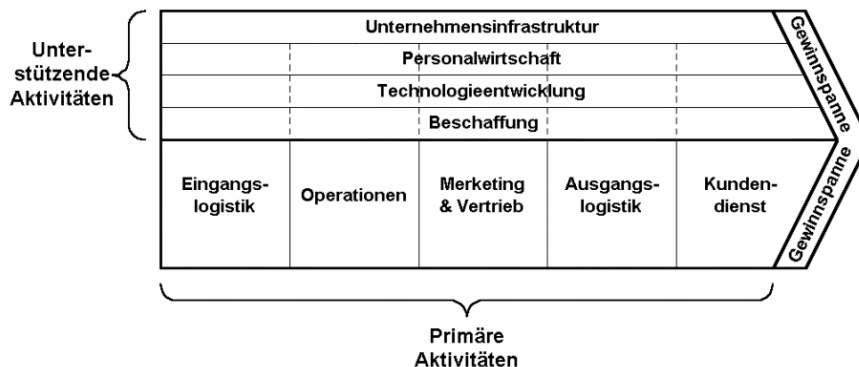 Unternehmensinfrastruktur
Personalwirtschaft
Technologieentwicklung
Beschaffung
Unter-
stützende
Aktivitäten
Gewinnspanne
Gewinnspanne
Eingangs-
logistik
Operationen
Merketing
& Vertrieb
Ausgangs-
logistik
Kunden-
dienst
Primäre
Aktivitäten